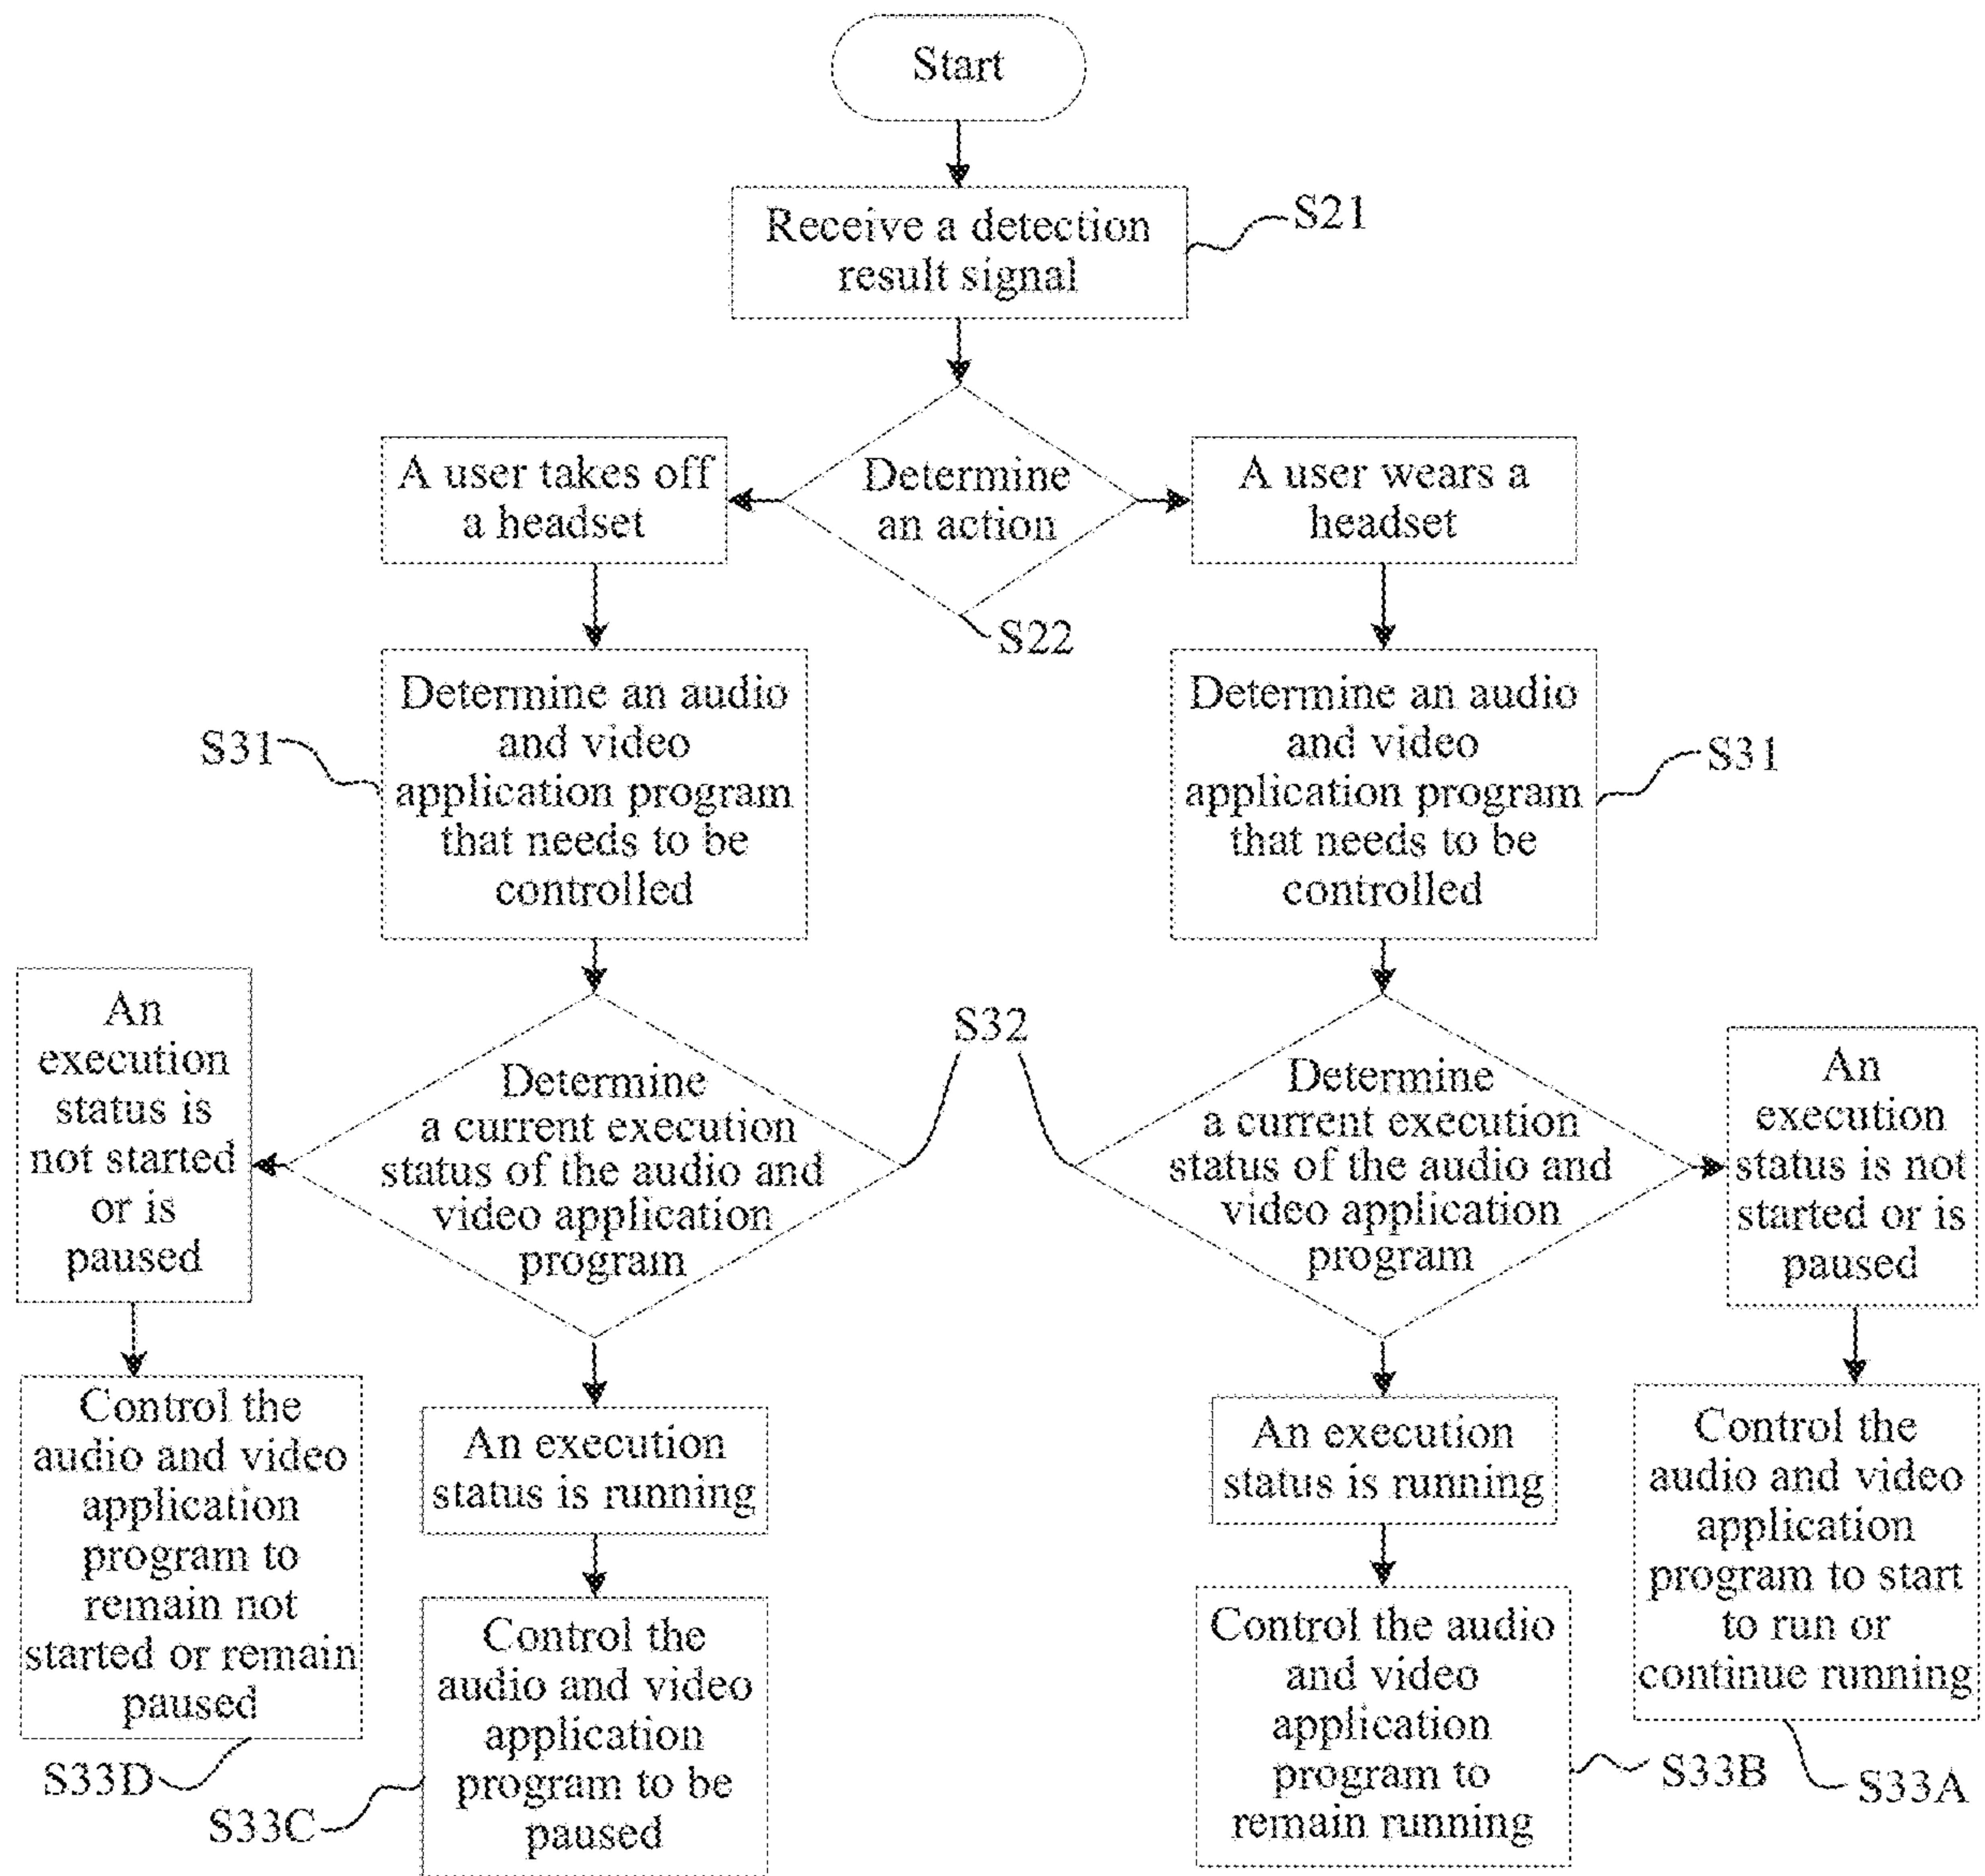 Start
Receive a detection
result signal
S21
Determine
an action
S22
A user takes off
a headset
A user wears a
headset
Determine an audio
and video
application program
that needs to be
controlled
S31
Determine an audio
and video
application program
that needs to be
controlled
S31
An
execution
status is
not started
or is
paused
Determine
a current execution
status of the audio and
video application
program
S32
Determine
a current execution
status of the audio and
video application
program
An
execution
status is not
started or is
paused
Control the
audio and video
application
program to
remain not
started or remain
paused
S33D
An execution
status is running
Control the
audio and video
application
program to be
paused
S33C
An execution
status is running
Control the audio
and video
application
program to
remain running
S33B
Control the
audio and video
application
program to start
to run or
continue running
S33A